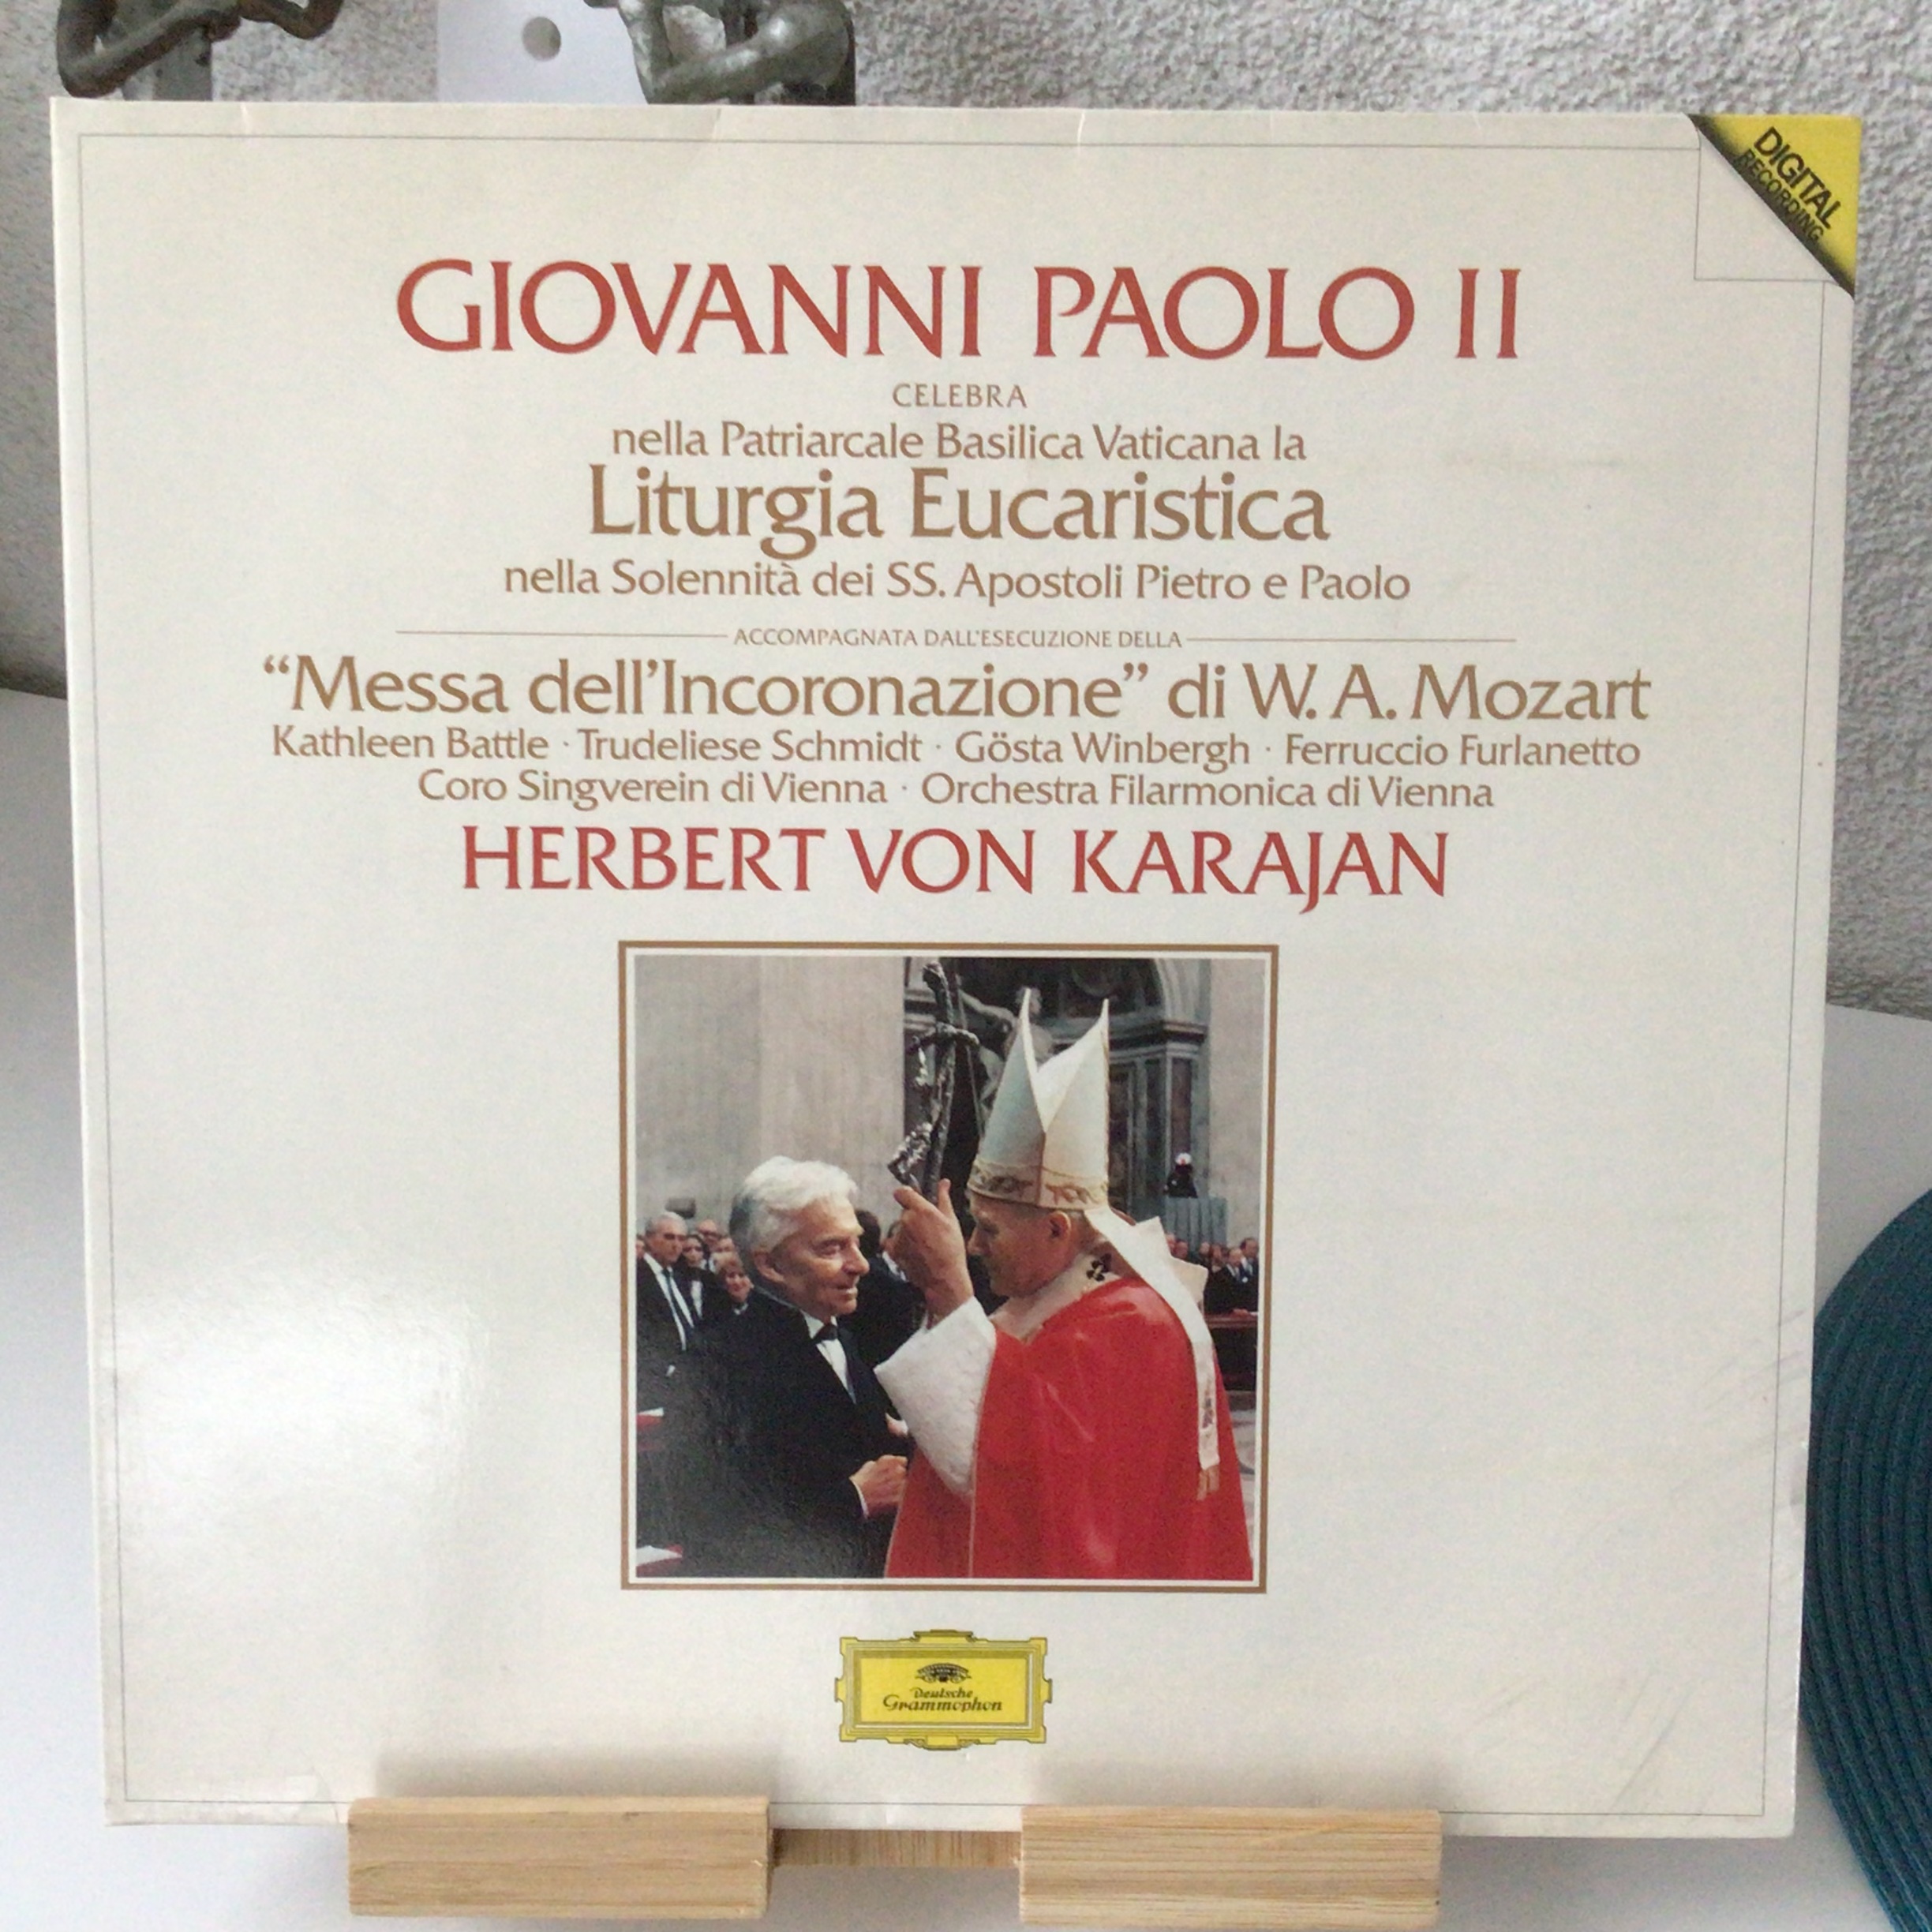 DIGITAL
RECORDING
GIOVANNI PAOLO II
CELEBRA
nella Patriarcale Basilica Vaticana la
Liturgia Eucaristica
nella Solennità dei SS. Apostoli Pietro e Paolo
ACCOMPAGNATA DALL'ESECUZIONE DELLA
“Messa dell'Incoronazione” di W. A. Mozart
Kathleen Battle · Trudeliese Schmidt · Gösta Winbergh · Ferruccio Furlanetto
Coro Singverein di Vienna · Orchestra Filarmonica di Vienna
HERBERT VON KARAJAN
Deutsche
Grammophon